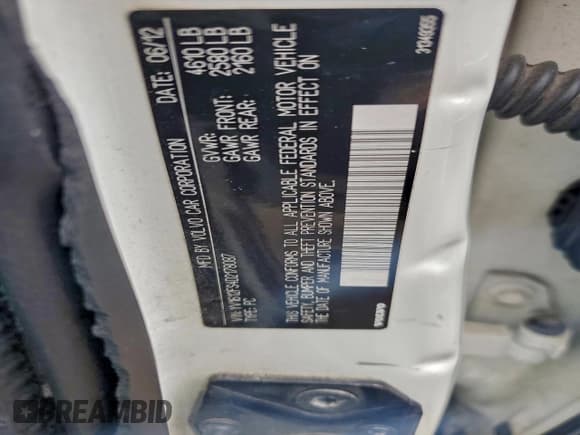 MFD BY VOLVO CAR CORPORATION DATE: 06/12
GVWR: 4610 LB
GAWR FRONT: 2580 LB
GAWR REAR: 2160 LB
TYPE: PC
THIS VEHICLE CONFORMS TO ALL APPLICABLE FEDERAL MOTOR VEHICLE
SAFETY, BUMPER AND THEFT PREVENTION STANDARDS IN EFFECT ON
THE DATE OF MANUFACTURE SHOWN ABOVE.
VOLVO
BREAMBID